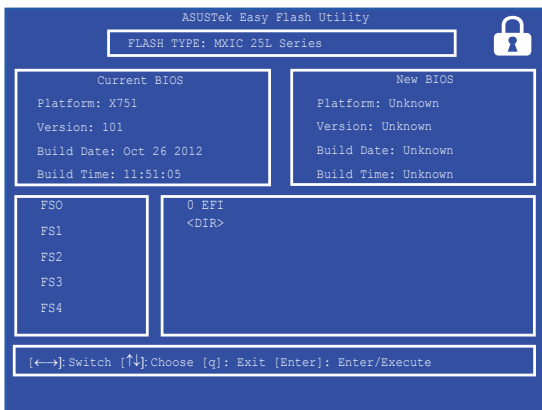 ASUSTek Easy Flash Utility
FLASH TYPE: MXIC 25L Series
Current BIOS
Platform: X751
Version: 101
Build Date: Oct 26 2012
Build Time: 11:51:05
New BIOS
Platform: Unknown
Version: Unknown
Build Date: Unknown
Build Time: Unknown
FSO
FS1
FS2
FS3
FS4
0 EFI
<DIR>
[←→]: Switch [↑↓]: Choose [q]: Exit [Enter]: Enter/Execute